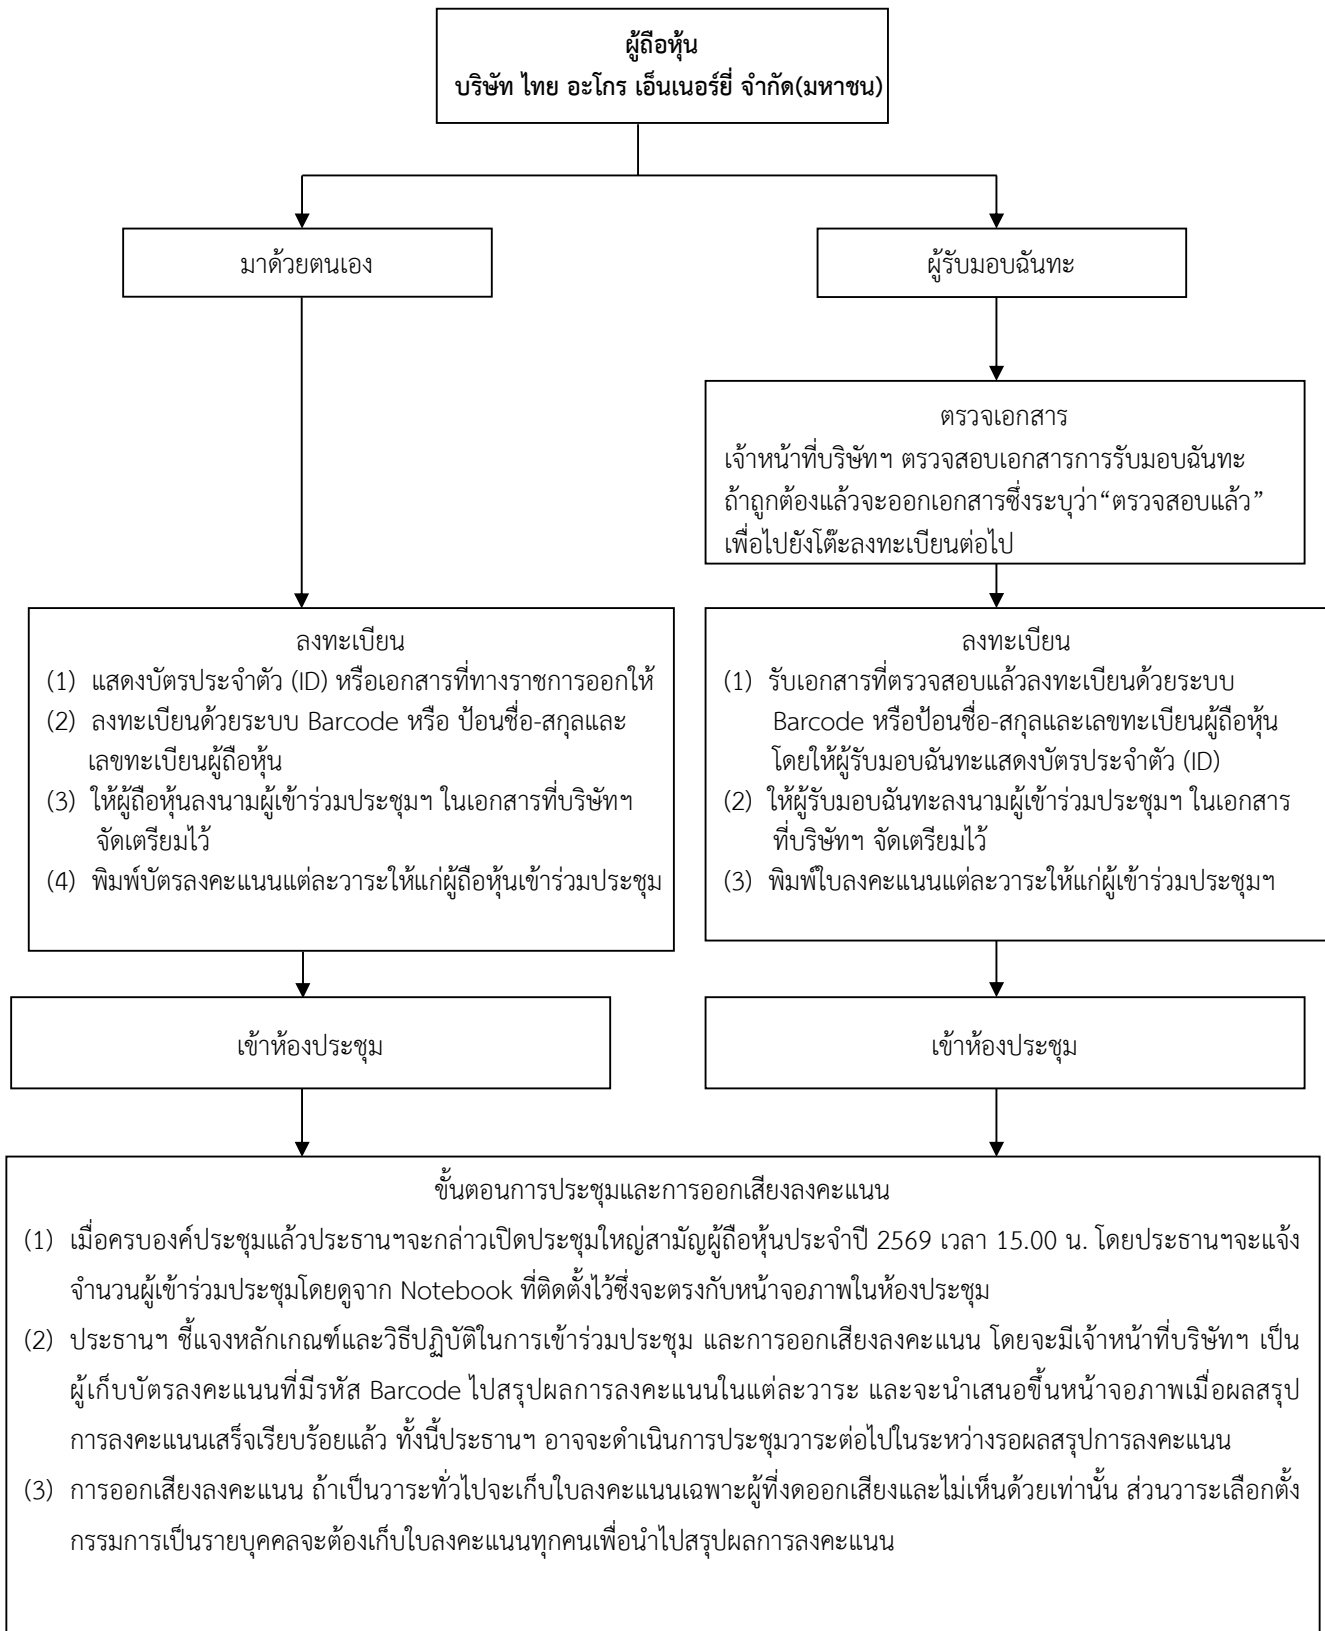 ผู้ถือหุ้น
บริษัท ไทย อะโกร เอ็นเนอร์ยี่ จำกัด(มหาชน)
มาด้วยตนเอง
ผู้รับมอบฉันทะ
ตรวจเอกสาร
เจ้าหน้าที่บริษัทฯ ตรวจสอบเอกสารการรับมอบฉันทะ
ถ้าถูกต้องแล้วจะออกเอกสารซึ่งระบุว่า“ตรวจสอบแล้ว”
เพื่อไปยังโต๊ะลงทะเบียนต่อไป
ลงทะเบียน
(1) แสดงบัตรประจำตัว (ID) หรือเอกสารที่ทางราชการออกให้
(2) ลงทะเบียนด้วยระบบ Barcode หรือ ป้อนชื่อ-สกุลและ
เลขทะเบียนผู้ถือหุ้น
(3) ให้ผู้ถือหุ้นลงนามผู้เข้าร่วมประชุมฯ ในเอกสารที่บริษัทฯ
จัดเตรียมไว้
(4) พิมพ์บัตรลงคะแนนแต่ละวาระให้แก่ผู้ถือหุ้นเข้าร่วมประชุม
ลงทะเบียน
(1) รับเอกสารที่ตรวจสอบแล้วลงทะเบียนด้วยระบบ
Barcode หรือป้อนชื่อ-สกุลและเลขทะเบียนผู้ถือหุ้น
โดยให้ผู้รับมอบฉันทะแสดงบัตรประจำตัว (ID)
(2) ให้ผู้รับมอบฉันทะลงนามผู้เข้าร่วมประชุมฯ ในเอกสาร
ที่บริษัทฯ จัดเตรียมไว้
(3) พิมพ์ใบลงคะแนนแต่ละวาระให้แก่ผู้เข้าร่วมประชุมฯ
เข้าห้องประชุม
เข้าห้องประชุม
ขั้นตอนการประชุมและการออกเสียงลงคะแนน
(1) เมื่อครบองค์ประชุมแล้วประธานฯจะกล่าวเปิดประชุมใหญ่สามัญผู้ถือหุ้นประจำปี 2569 เวลา 15.00 น. โดยประธานฯจะแจ้ง
จำนวนผู้เข้าร่วมประชุมโดยดูจาก Notebook ที่ติดตั้งไว้ซึ่งจะตรงกับหน้าจอภาพในห้องประชุม
(2) ประธานฯ ชี้แจงหลักเกณฑ์และวิธีปฏิบัติในการเข้าร่วมประชุม และการออกเสียงลงคะแนน โดยจะมีเจ้าหน้าที่บริษัทฯ เป็น
ผู้เก็บบัตรลงคะแนนที่มีรหัส Barcode ไปสรุปผลการลงคะแนนในแต่ละวาระ และจะนำเสนอขึ้นหน้าจอภาพเมื่อผลสรุป
การลงคะแนนเสร็จเรียบร้อยแล้ว ทั้งนี้ประธานฯ อาจจะดำเนินการประชุมวาระต่อไปในระหว่างรอผลสรุปการลงคะแนน
(3) การออกเสียงลงคะแนน ถ้าเป็นวาระทั่วไปจะเก็บใบลงคะแนนเฉพาะผู้ที่งดออกเสียงและไม่เห็นด้วยเท่านั้น ส่วนวาระเลือกตั้ง
กรรมการเป็นรายบุคคลจะต้องเก็บใบลงคะแนนทุกคนเพื่อนำไปสรุปผลการลงคะแนน